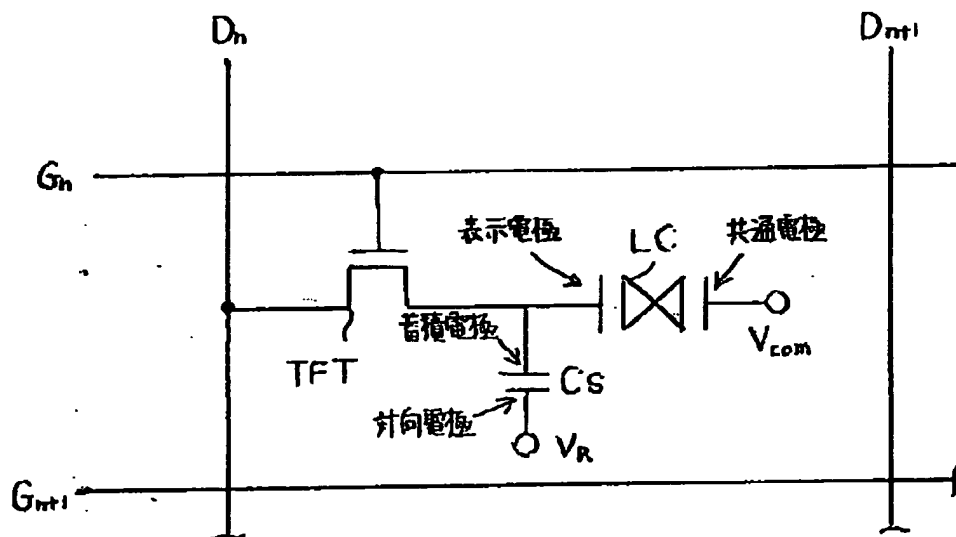 Dn
Dn+1
Gn
表示電極
LC
共通電極
蓄積電極
Vcom
TFT
CS
対向電極
VR
Gn+1